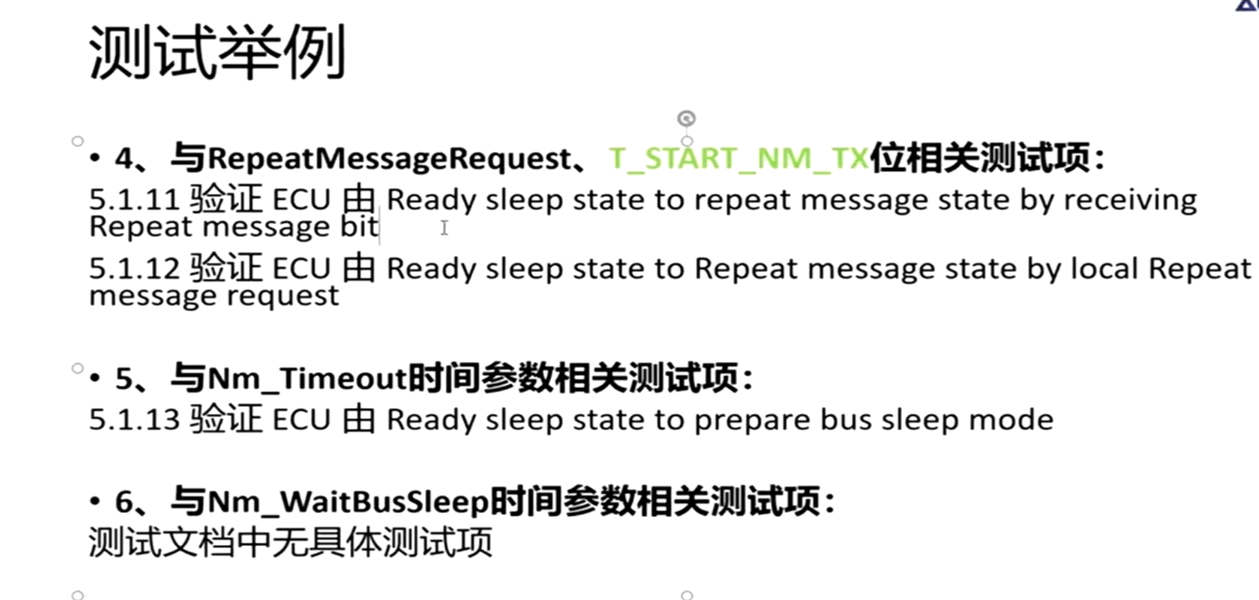 测试举例
• 4、与RepeatMessageRequest、T_START_NM_TX位相关测试项：
5.1.11 验证 ECU 由 Ready sleep state to repeat message state by receiving
Repeat message bit
5.1.12 验证 ECU 由 Ready sleep state to Repeat message state by local Repeat
message request
• 5、与Nm_Timeout时间参数相关测试项：
5.1.13 验证 ECU 由 Ready sleep state to prepare bus sleep mode
• 6、与Nm_WaitBusSleep时间参数相关测试项：
测试文档中无具体测试项